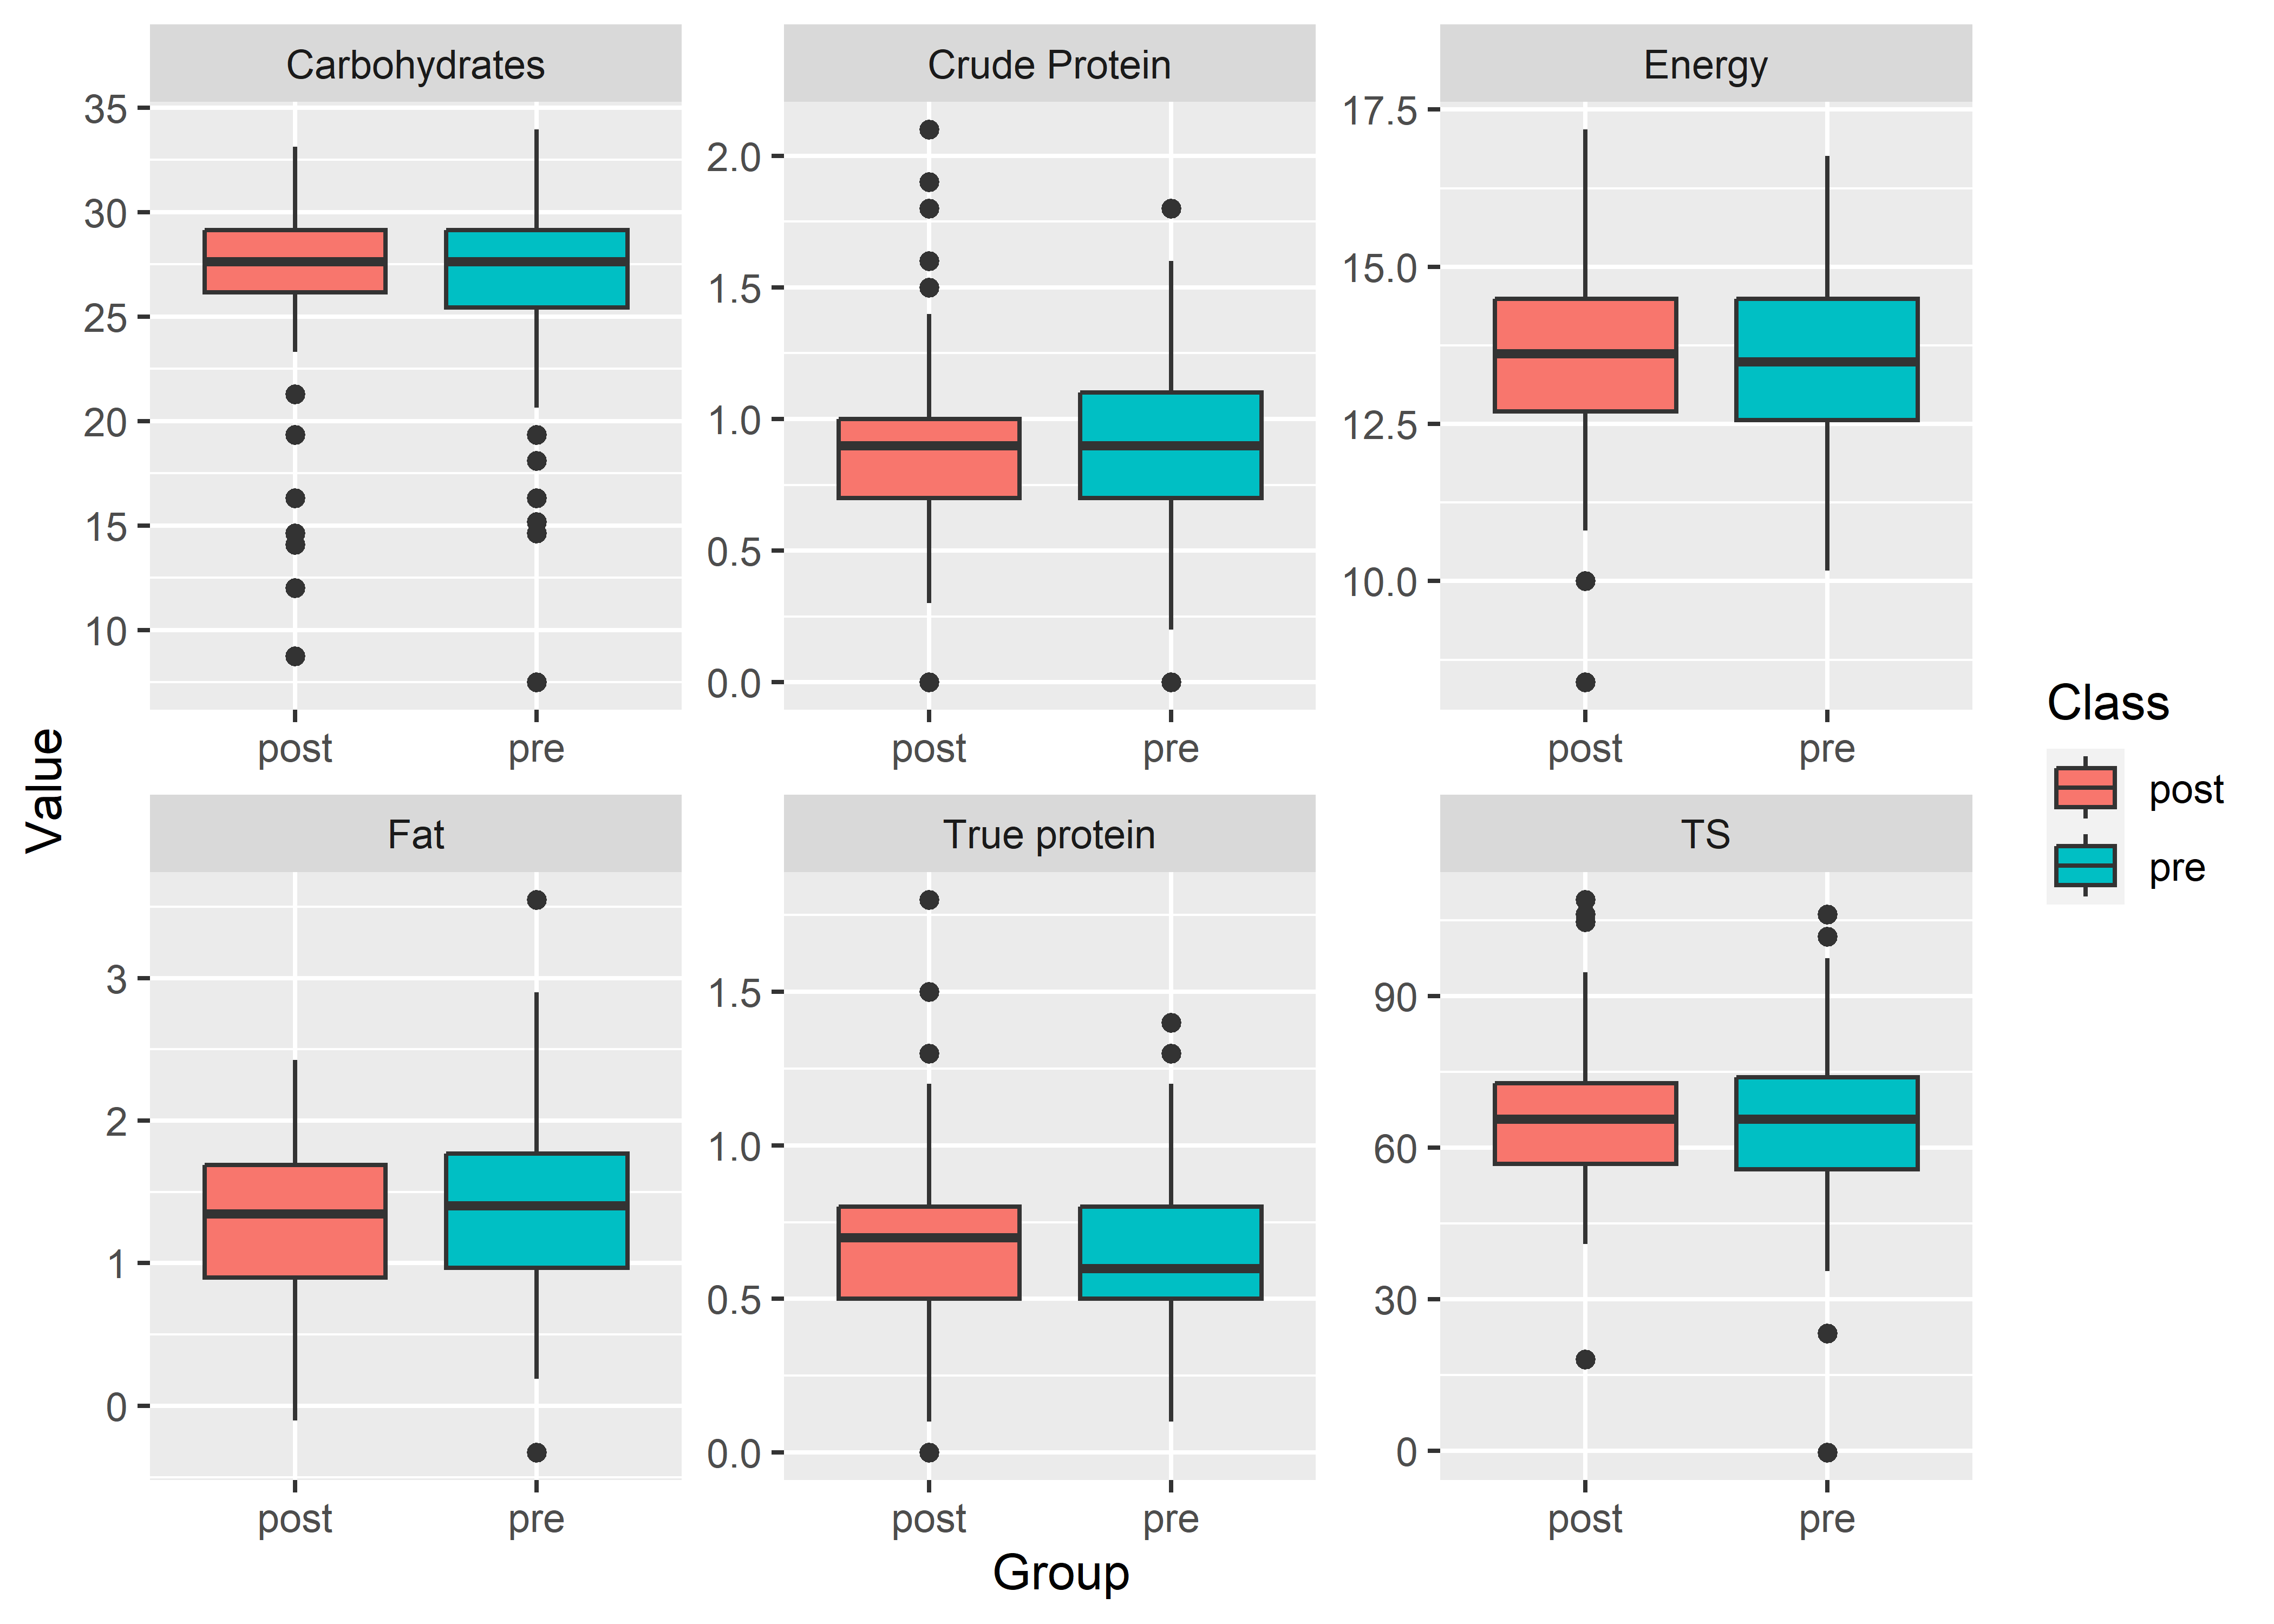 Carbohydrates
Crude Protein
Energy
35
30
25
20
15
10
2.0
1.5
1.0
0.5
0.0
17.5
15.0
12.5
10.0
post
pre
post
pre
post
pre
Fat
True protein
TS
3
2
1
0
1.5
1.0
0.5
0.0
90
60
30
0
post
pre
post
pre
post
pre
Value
Group
Class
post
pre